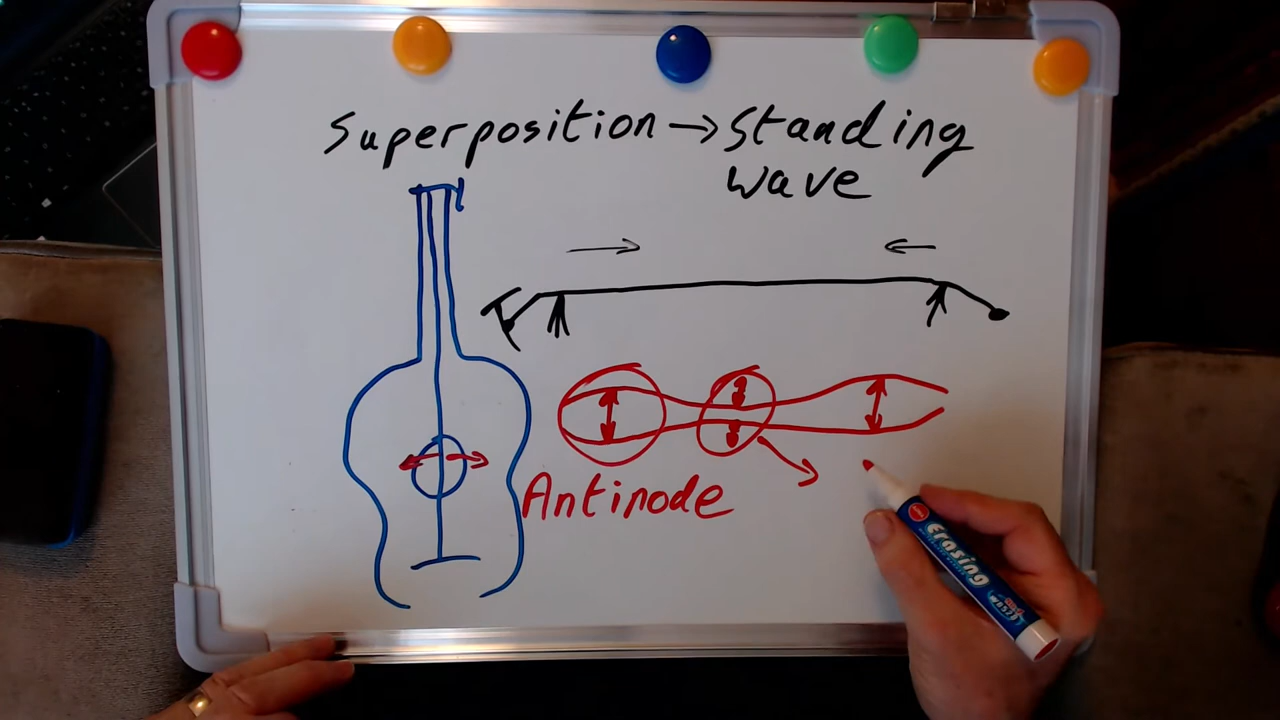 Superposition → Standing
wave
Antinode
Erasing